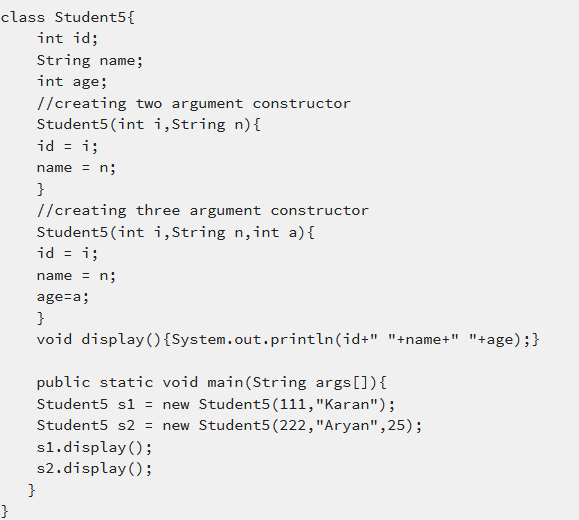 class Student5{
    int id;
    String name;
    int age;
    //creating two argument constructor
    Student5(int i,String n){
    id = i;
    name = n;
    }
    //creating three argument constructor
    Student5(int i,String n,int a){
    id = i;
    name = n;
    age=a;
    }
    void display(){System.out.println(id+" "+name+" "+age);}

    public static void main(String args[]){
    Student5 s1 = new Student5(111,"Karan");
    Student5 s2 = new Student5(222,"Aryan",25);
    s1.display();
    s2.display();
   }
}